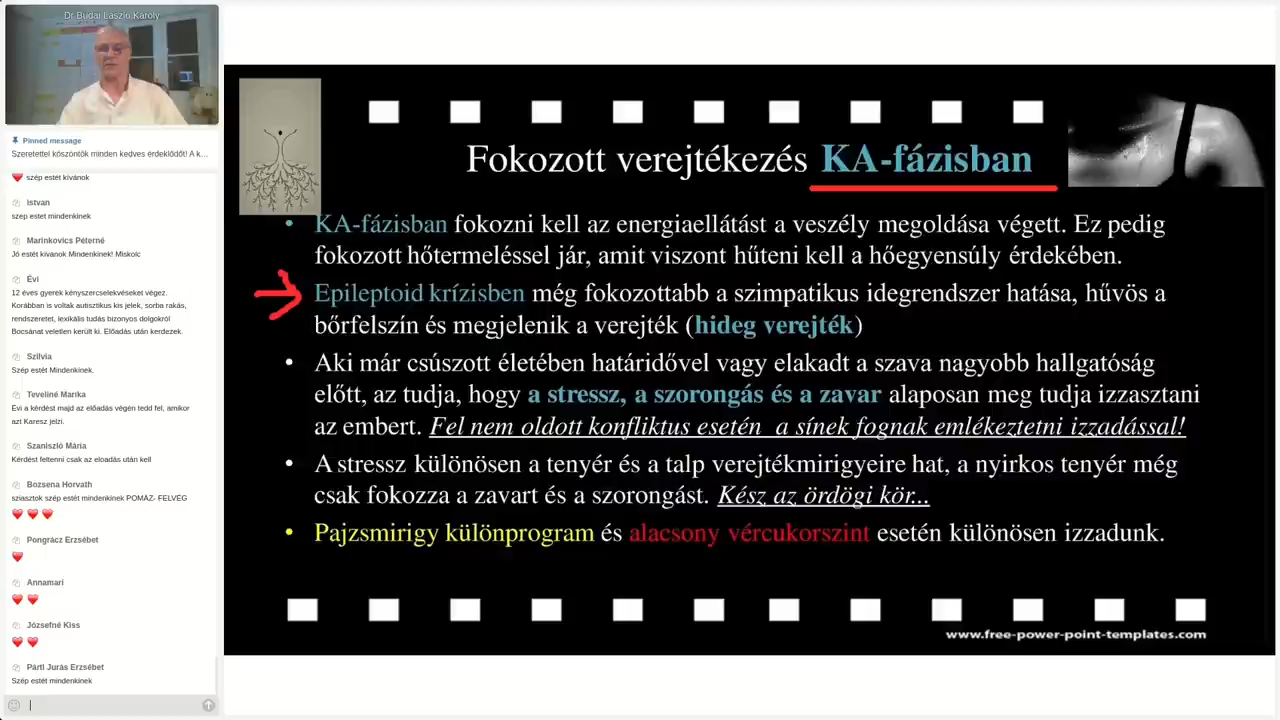 Dr Budai László Károly
Pinned message
Szeretettel köszöntök minden kedves érdeklődőt! A k...
szép estét kívánok
istvan
szep estet mindenkinek
Marinkovics Péterné
Jó estét kívanok Mindenkinek! Miskolc
Évi
12 éves gyerek kényszercselekvéseket végez.
Korábban is voltak autisztikus kis jelek, sorba rakás,
rendszeretet, lexikális tudás bizonyos dolgokról
Bocsánat veletlen került ki. Előadás után kerdezek.
Szilvia
Szép estét Mindenkinek.
Teveliné Marika
Évi a kérdést majd az előadás végén tedd fel, amikor
azt Karesz jelzi.
Szaniszló Mária
Kérdést feltenni csak az eloadás után kell
Bozsena Horvath
sziasztok szép estét mindenkinek POMÁZ- FELVÉG
Pongrácz Erzsébet
Annamari
Józsefné Kiss
Pártl Jurás Erzsébet
Szép estét mindenkinek
Fokozott verejtékezés KA-fázisban
• KA-fázisban fokozni kell az energiaellátást a veszély megoldása végett. Ez pedig
fokozott hőtermeléssel jár, amit viszont hűteni kell a hőegyensúly érdekében.
Epileptoid krízisben még fokozottabb a szimpatikus idegrendszer hatása, hűvös a
bőrfelszín és megjelenik a verejték (hideg verejték)
• Aki már csúszott életében határidővel vagy elakadt a szava nagyobb hallgatóság
előtt, az tudja, hogy a stressz, a szorongás és a zavar alaposan meg tudja izzasztani
az embert. Fel nem oldott konfliktus esetén a sínek fognak emlékeztetni izzadással!
• A stressz különösen a tenyér és a talp verejtékmirigyeire hat, a nyirkos tenyér még
csak fokozza a zavart és a szorongást. Kész az ördögi kör...
• Pajzsmirigy különprogram és alacsony vércukorszint esetén különösen izzadunk.
www.free-power-point-templates.com